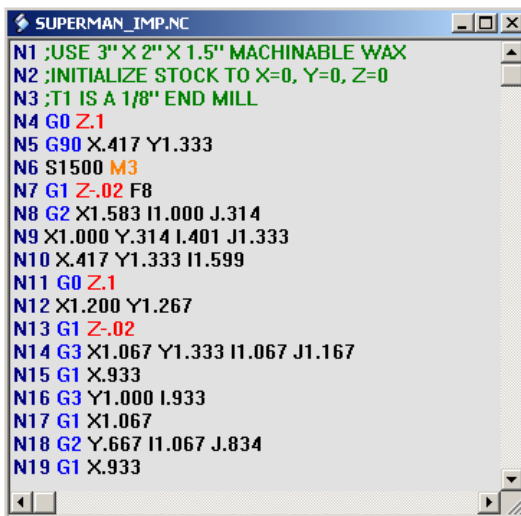 SUPERMAN_IMP.NC
N1 ;USE 3" X 2" X 1.5" MACHINABLE WAX
N2 ;INITIALIZE STOCK TO X=0, Y=0, Z=0
N3 ;T1 IS A 1/8" END MILL
N4 G0 Z.1
N5 G90 X.417 Y1.333
N6 S1500 M3
N7 G1 Z-.02 F8
N8 G2 X1.583 I1.000 J.314
N9 X1.000 Y.314 I.401 J1.333
N10 X.417 Y1.333 I1.599
N11 G0 Z.1
N12 X1.200 Y1.267
N13 G1 Z-.02
N14 G3 X1.067 Y1.333 I1.067 J1.167
N15 G1 X.933
N16 G3 Y1.000 I.933
N17 G1 X1.067
N18 G2 Y.667 I1.067 J.834
N19 G1 X.933